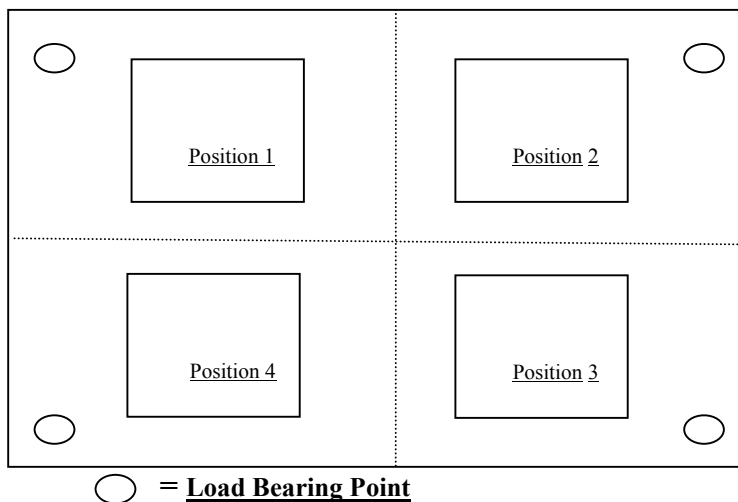 Position 1
Position 2
Position 4
Position 3
= Load Bearing Point